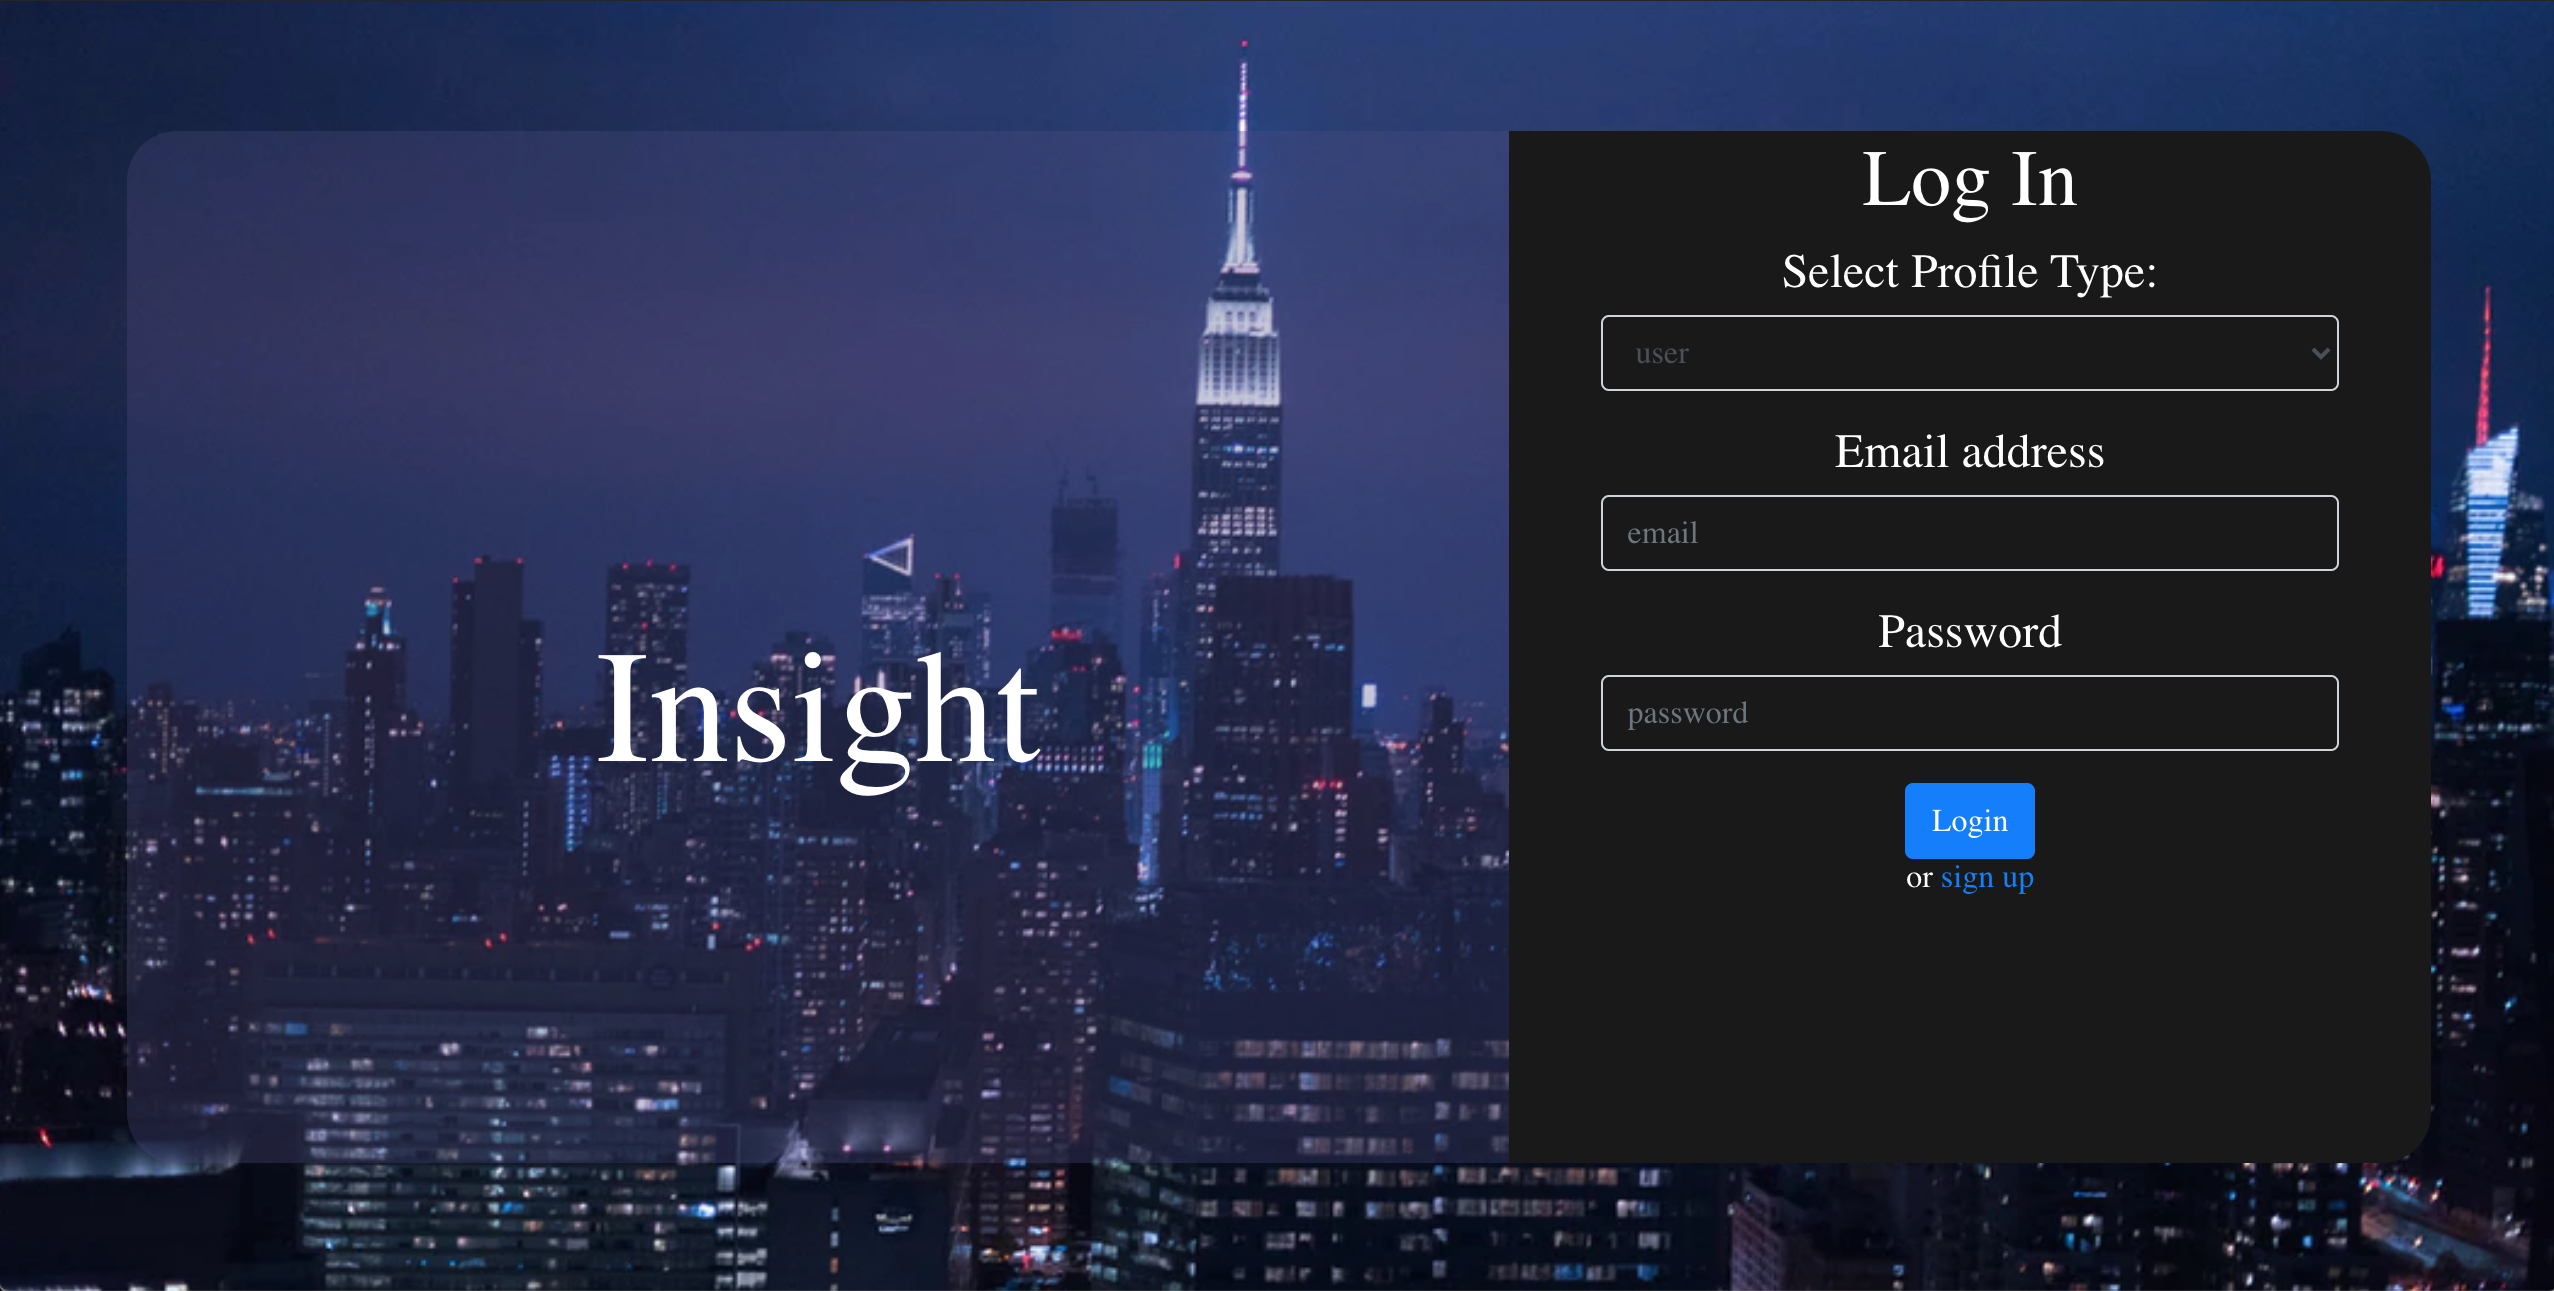 Insight
Log In
Select Profile Type:
user
Email address
email
Password
password
Login
or sign up